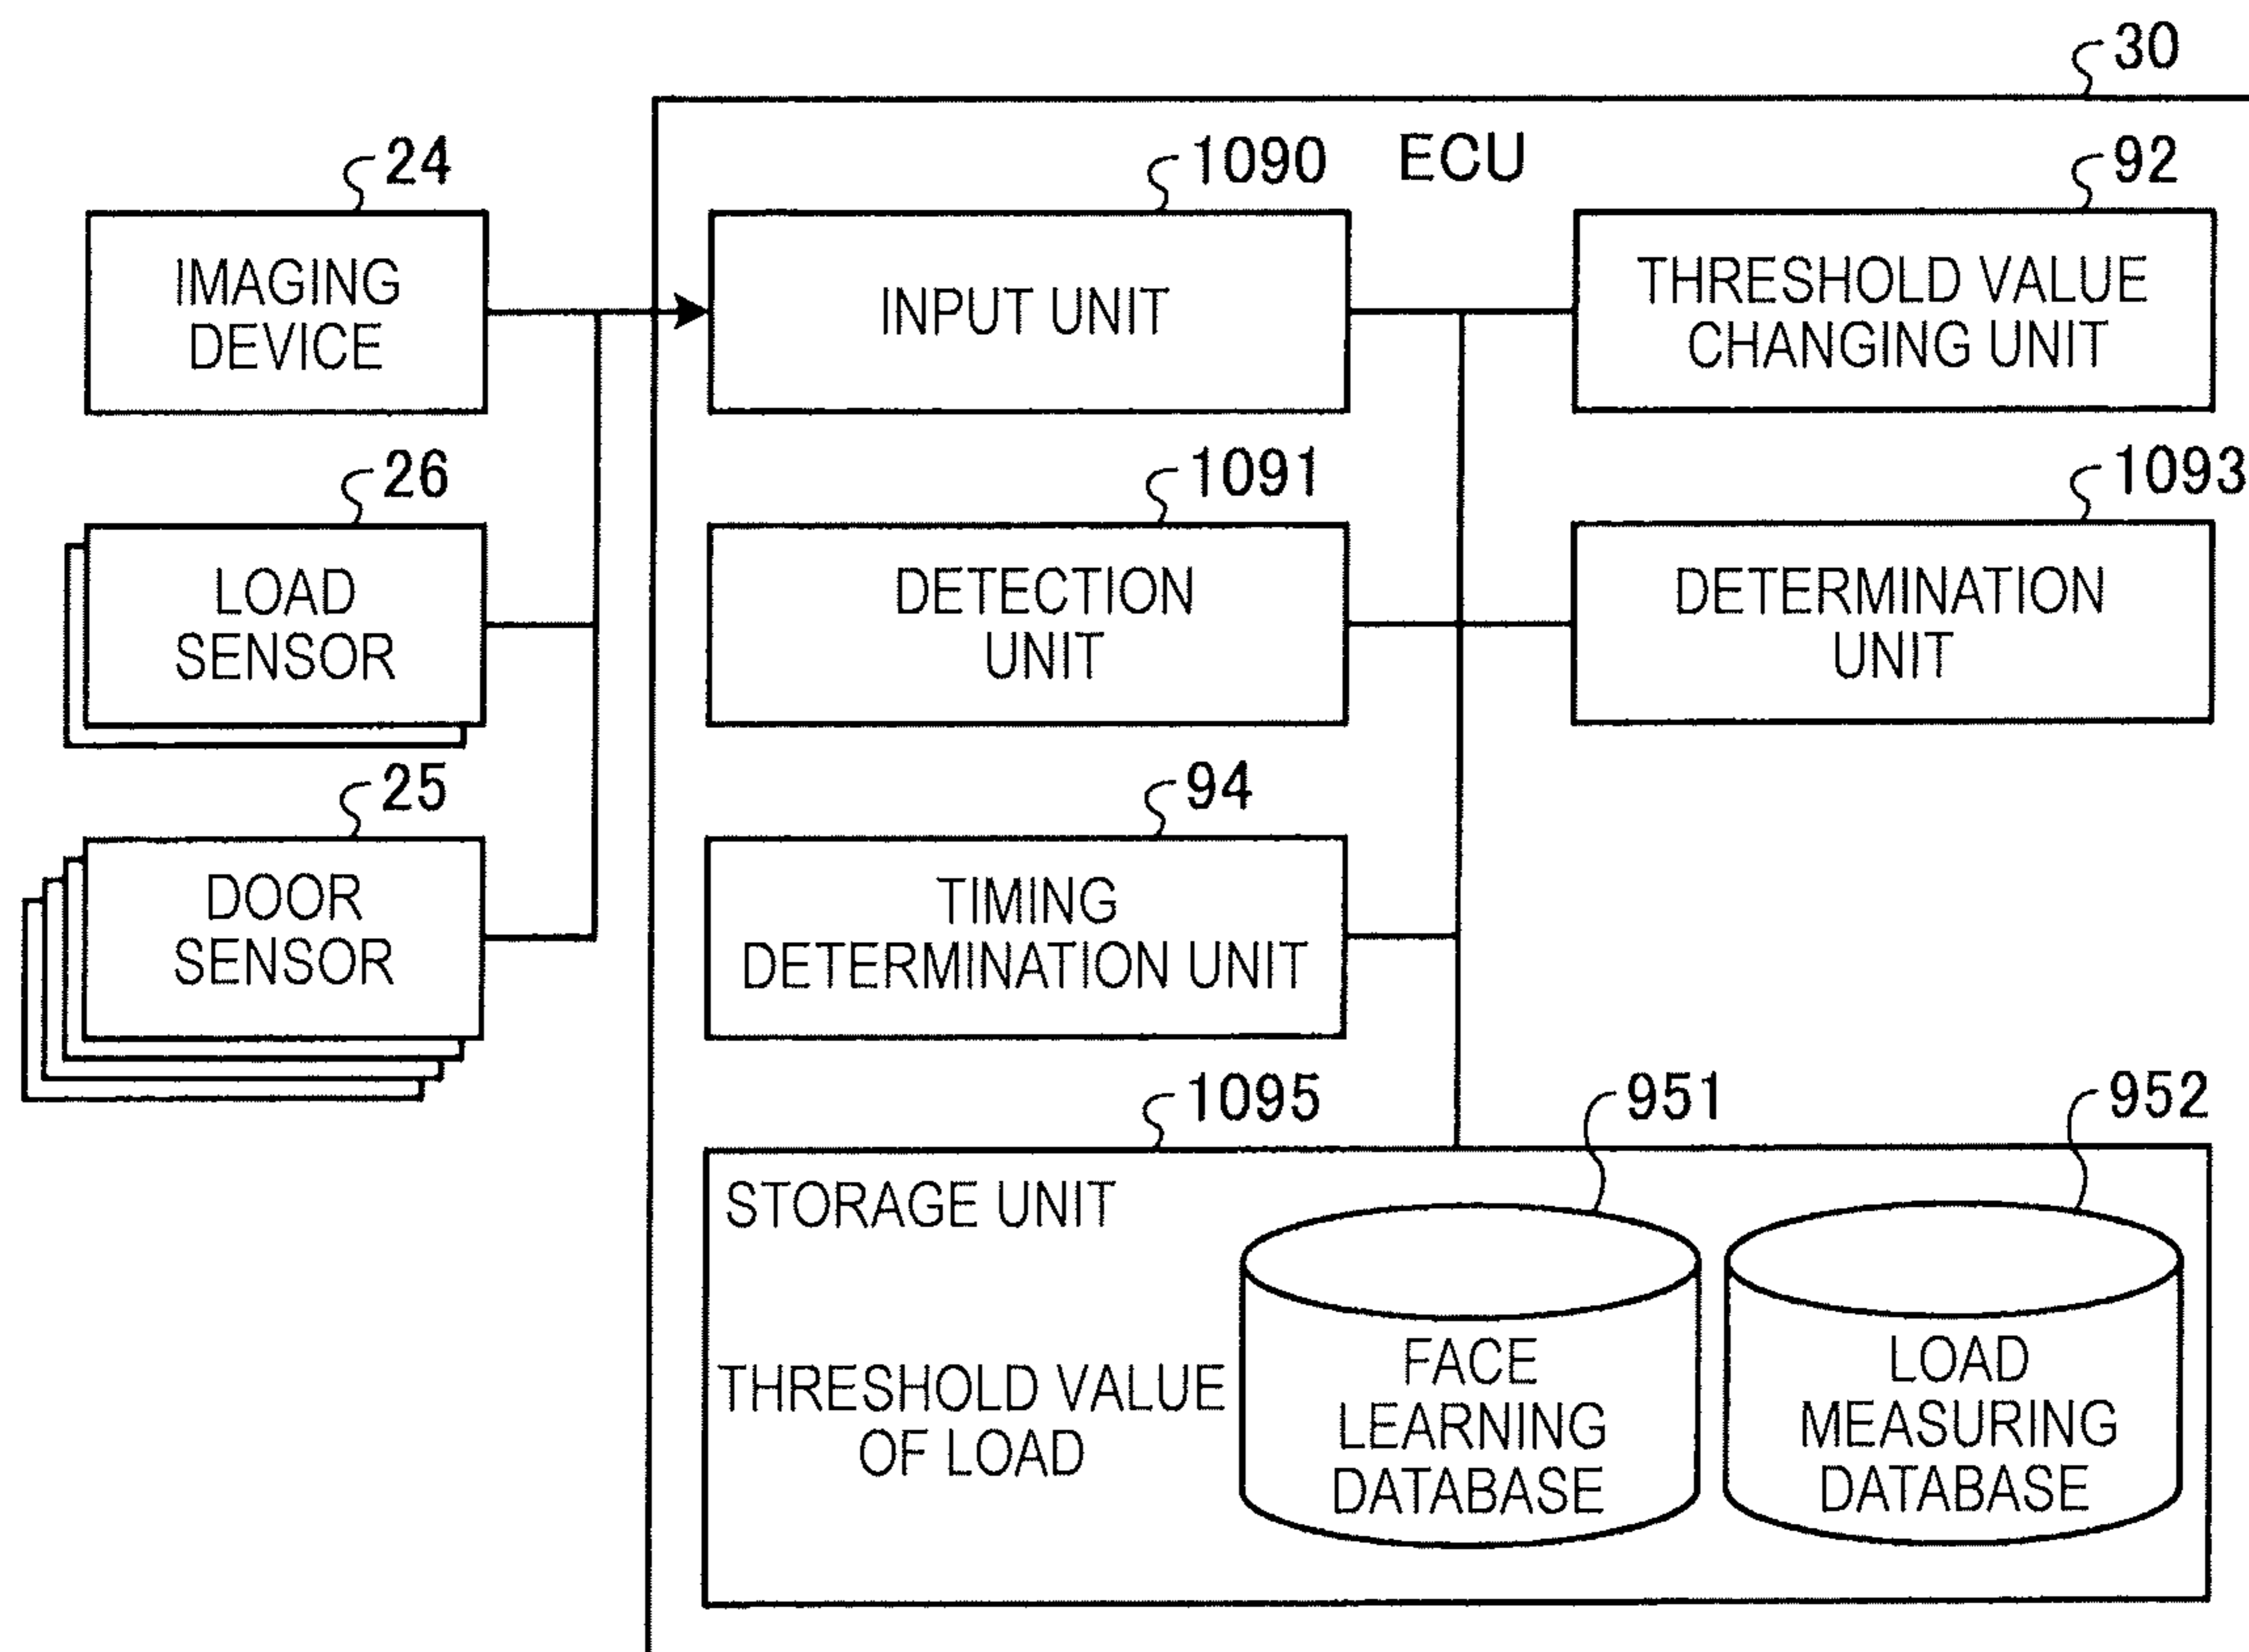 30
ECU
24
1090
92
IMAGING
DEVICE
INPUT UNIT
THRESHOLD VALUE
CHANGING UNIT
26
1091
1093
LOAD
SENSOR
DETECTION
UNIT
DETERMINATION
UNIT
25
94
DOOR
SENSOR
TIMING
DETERMINATION UNIT
1095
951
952
STORAGE UNIT
THRESHOLD VALUE
OF LOAD
FACE
LEARNING
DATABASE
LOAD
MEASURING
DATABASE